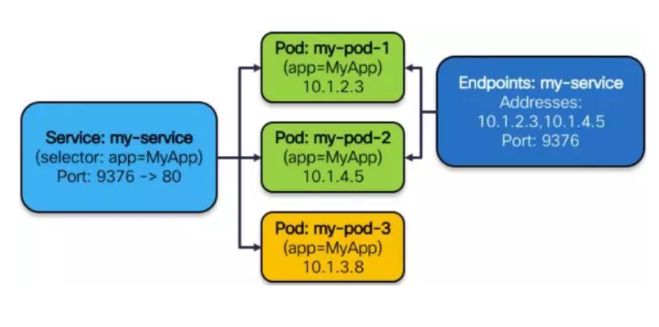 Pod: my-pod-1
(app=MyApp)
10.1.2.3
Service: my-service
(selector: app=MyApp)
Port: 9376 -> 80
Pod: my-pod-2
(app=MyApp)
10.1.4.5
Pod: my-pod-3
(app=MyApp)
10.1.3.8
Endpoints: my-service
Addresses:
10.1.2.3,10.1.4.5
Port: 9376